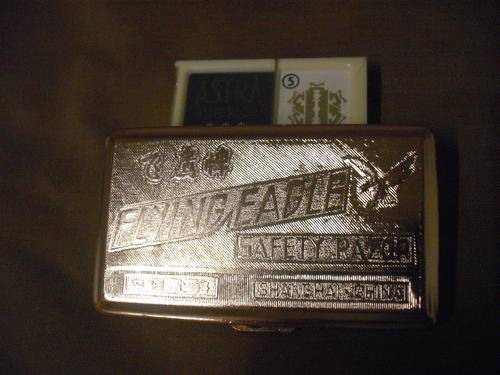 ASTRA
5
飞鹰牌
FLYING EAGLE
SAFETY RAZOR
SHANGHAI-CHINA